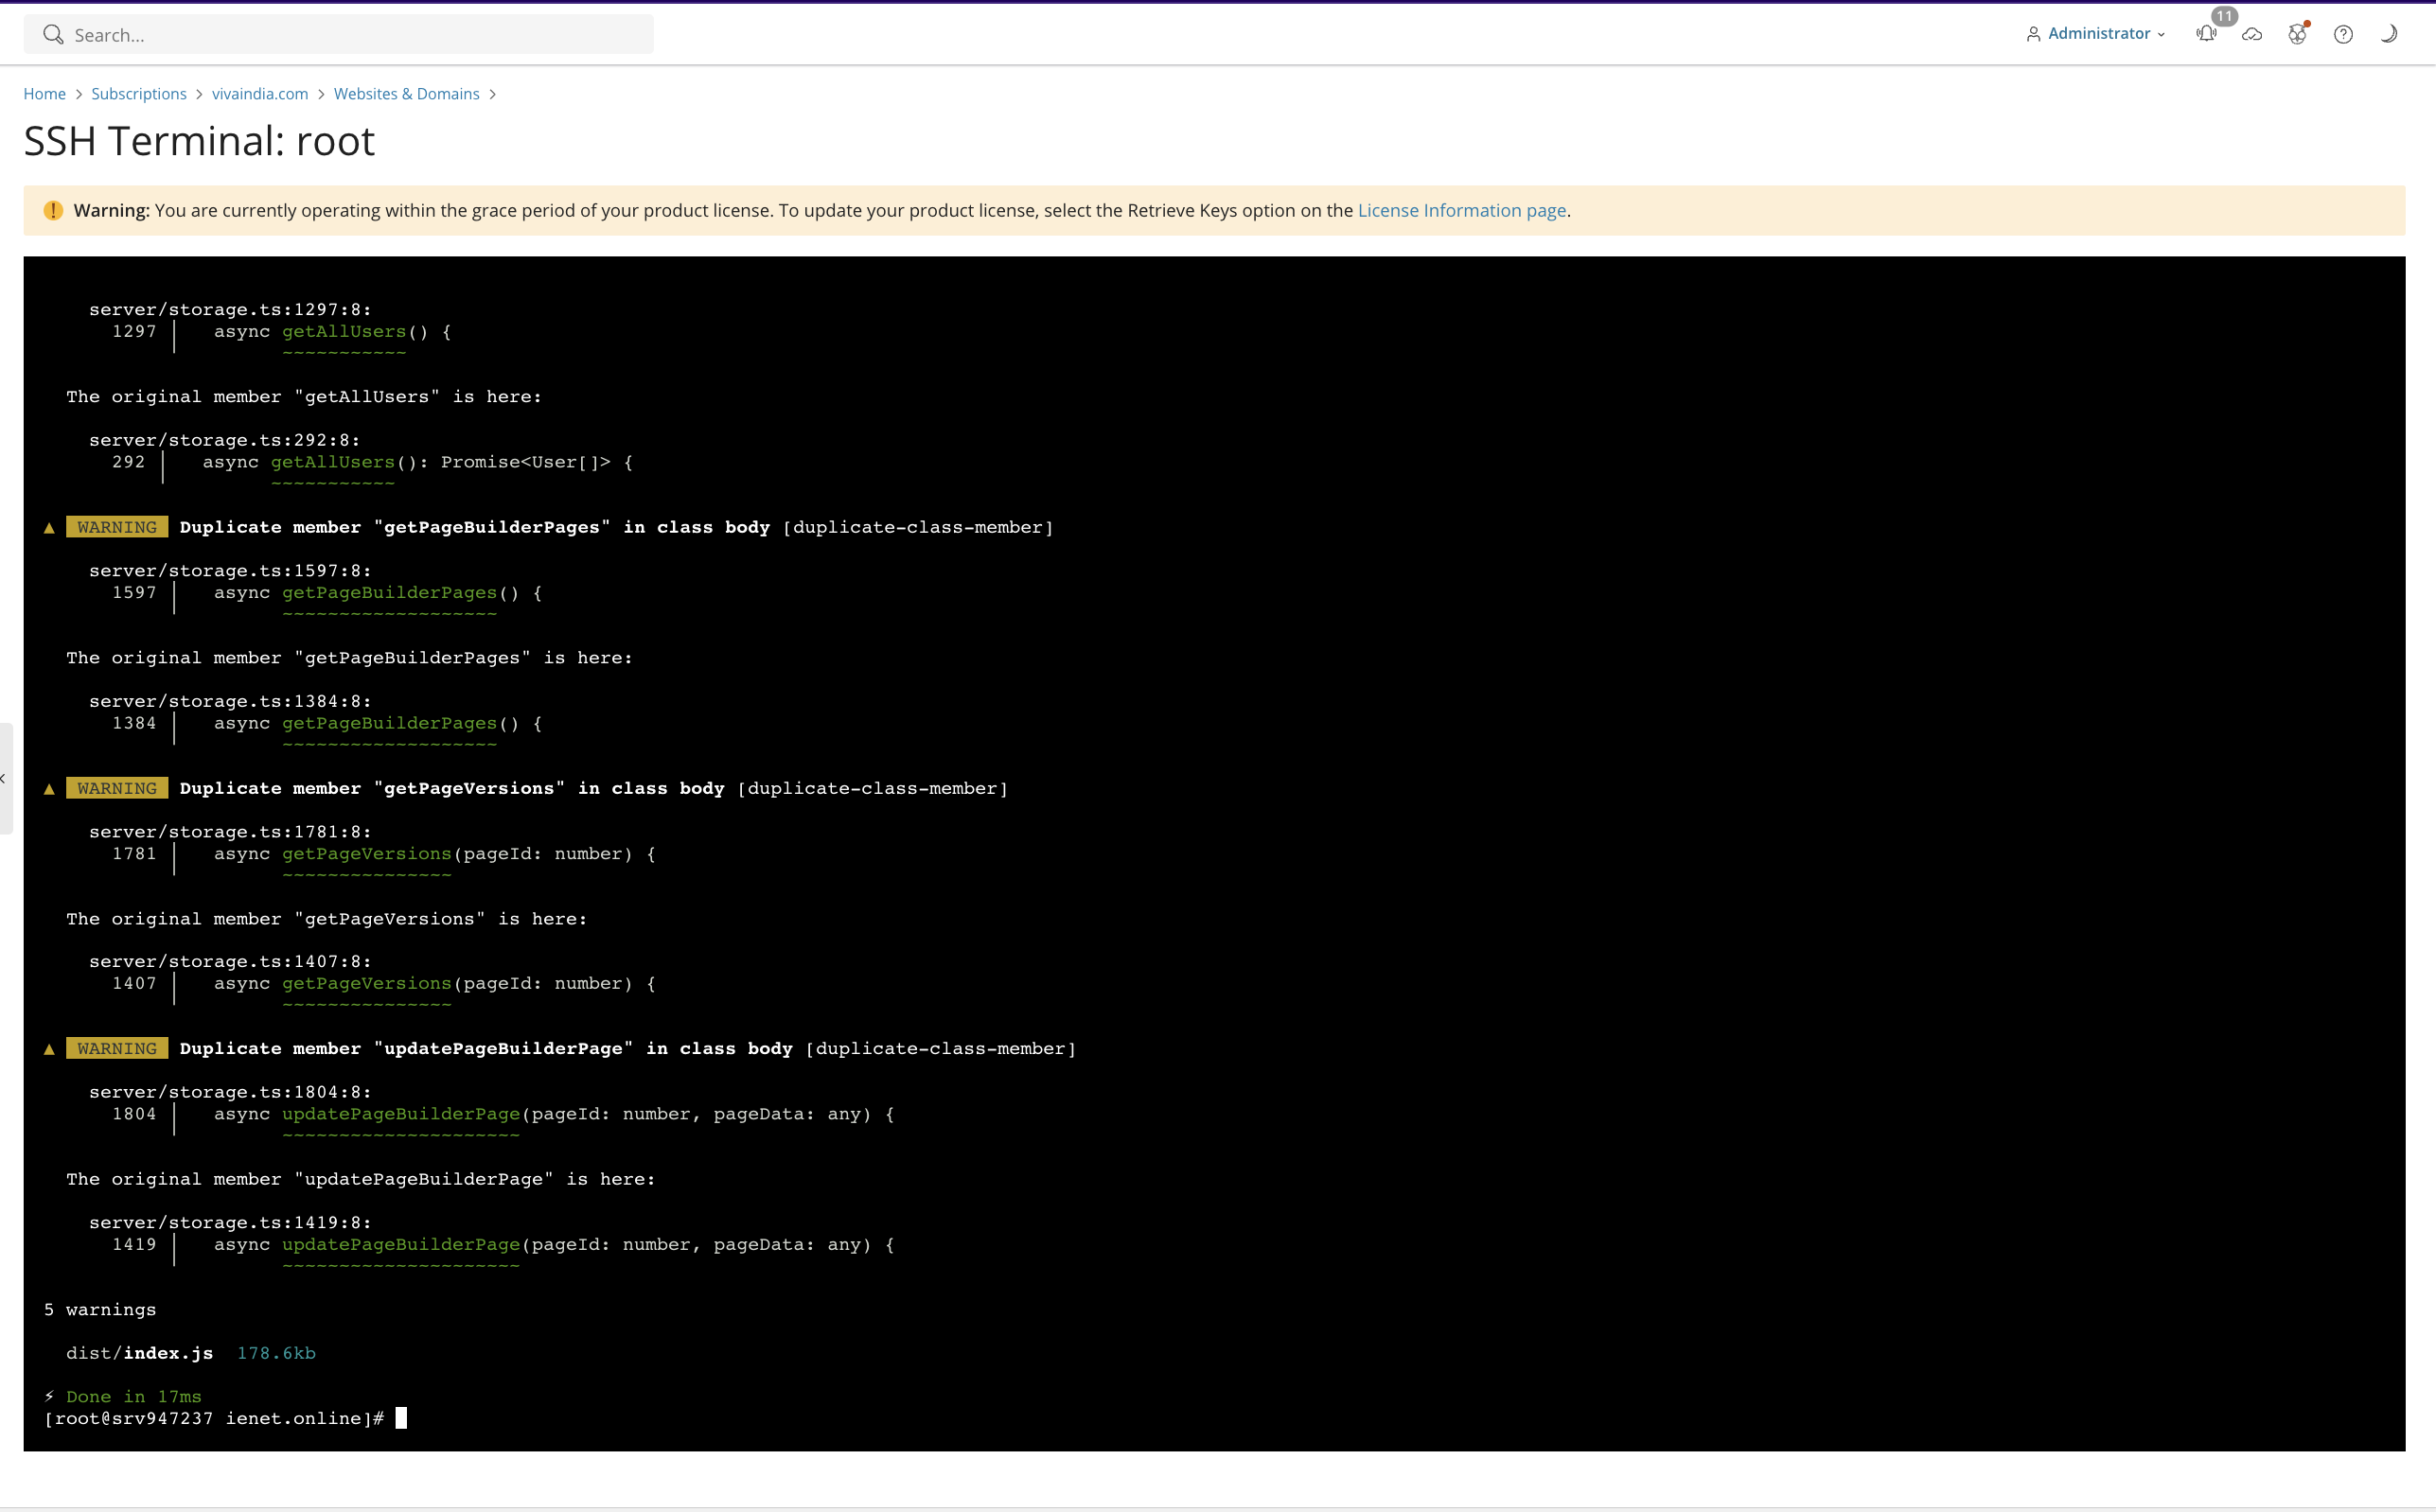 Search...
Administrator
11
Home > Subscriptions > vivaindia.com > Websites & Domains >
SSH Terminal: root
Warning: You are currently operating within the grace period of your product license. To update your product license, select the Retrieve Keys option on the License Information page.
server/storage.ts:1297:8:
1297 │ async getAllUsers() {
~~~~~~~~~~~
The original member "getAllUsers" is here:
server/storage.ts:292:8:
292 │ async getAllUsers(): Promise<User[]> {
~~~~~~~~~~~
▲ WARNING Duplicate member "getPageBuilderPages" in class body [duplicate-class-member]
server/storage.ts:1597:8:
1597 │ async getPageBuilderPages() {
~~~~~~~~~~~~~~~~~~~
The original member "getPageBuilderPages" is here:
server/storage.ts:1384:8:
1384 │ async getPageBuilderPages() {
~~~~~~~~~~~~~~~~~~~
▲ WARNING Duplicate member "getPageVersions" in class body [duplicate-class-member]
server/storage.ts:1781:8:
1781 │ async getPageVersions(pageId: number) {
~~~~~~~~~~~~~~~
The original member "getPageVersions" is here:
server/storage.ts:1407:8:
1407 │ async getPageVersions(pageId: number) {
~~~~~~~~~~~~~~~
▲ WARNING Duplicate member "updatePageBuilderPage" in class body [duplicate-class-member]
server/storage.ts:1804:8:
1804 │ async updatePageBuilderPage(pageId: number, pageData: any) {
~~~~~~~~~~~~~~~~~~~~~
The original member "updatePageBuilderPage" is here:
server/storage.ts:1419:8:
1419 │ async updatePageBuilderPage(pageId: number, pageData: any) {
~~~~~~~~~~~~~~~~~~~~~
5 warnings
dist/index.js 178.6kb
⚡ Done in 17ms
[root@srv947237 ienet.online]#